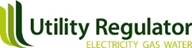 Utility Regulator
ELECTRICITY GAS WATER